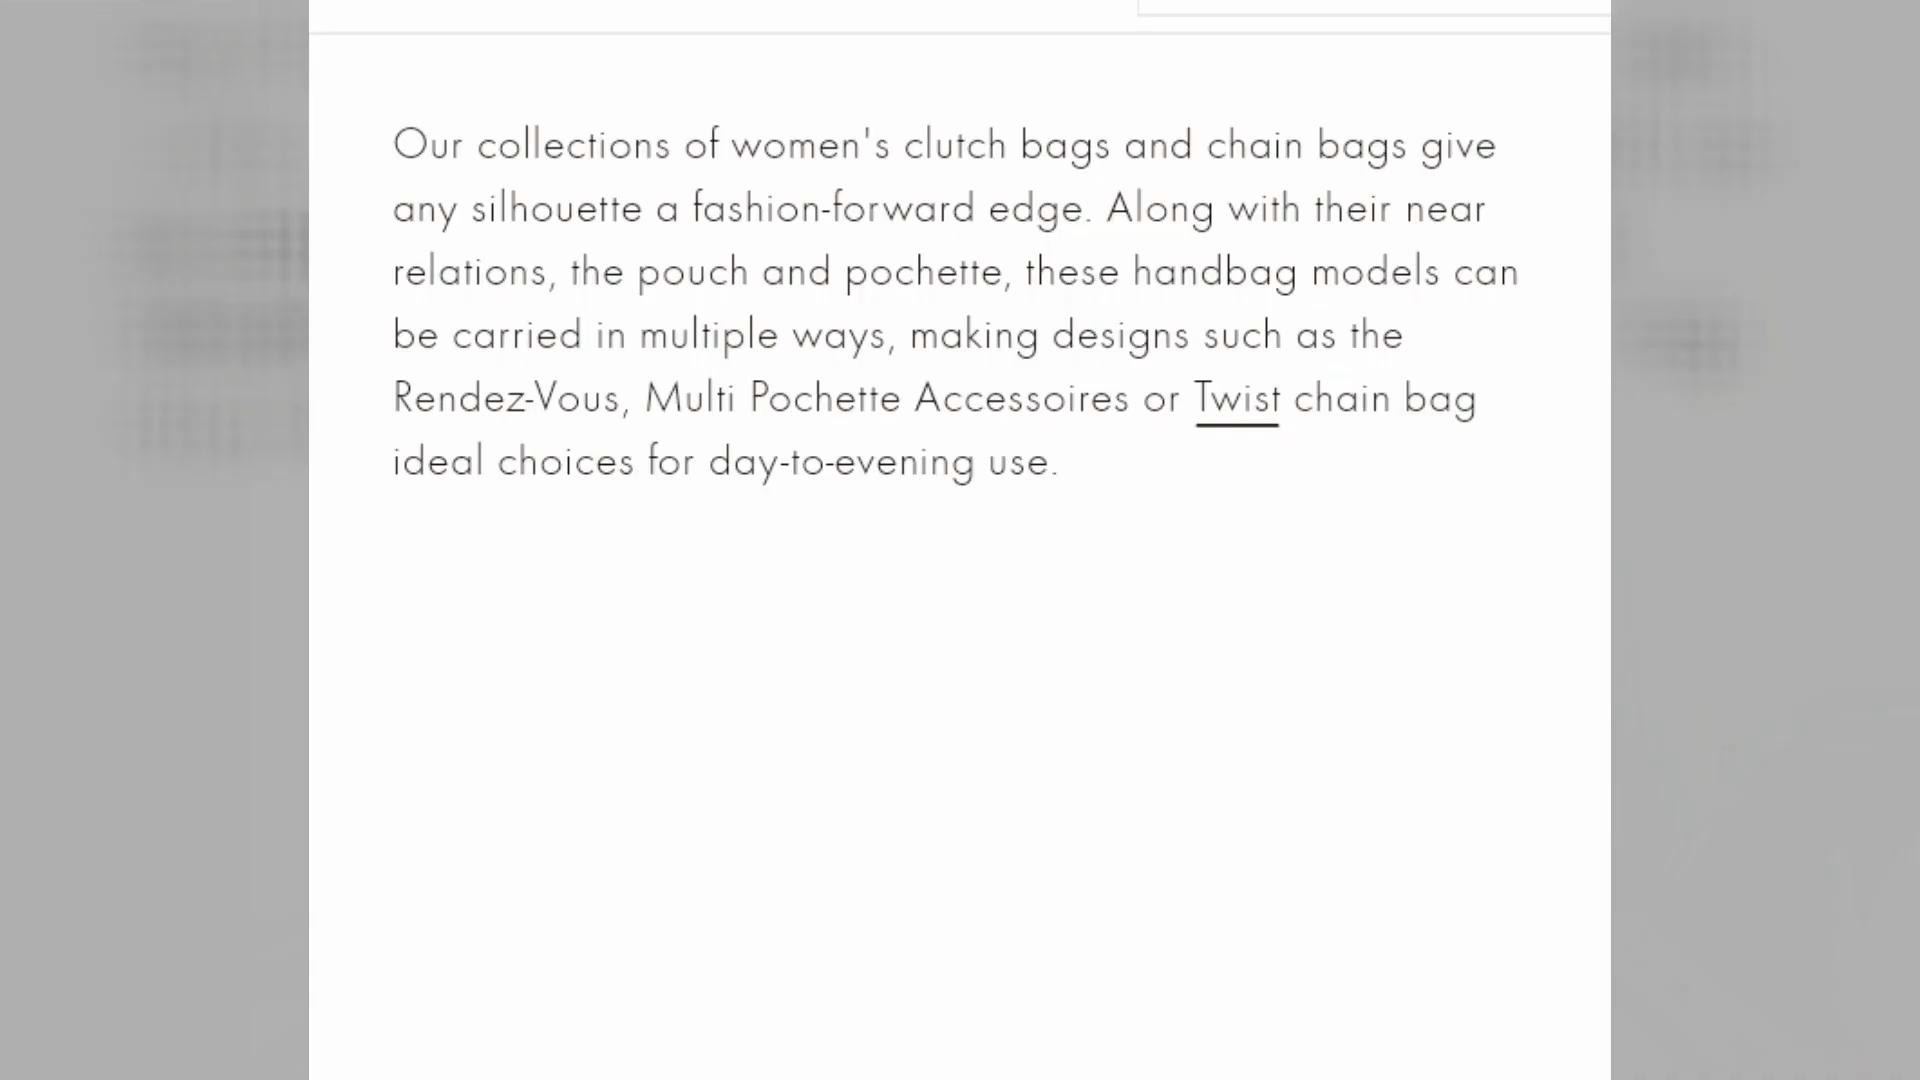 Our collections of women's clutch bags and chain bags give
any silhouette a fashion-forward edge. Along with their near
relations, the pouch and pochette, these handbag models can
be carried in multiple ways, making designs such as the
Rendez-Vous, Multi Pochette Accessoires or Twist chain bag
ideal choices for day-to-evening use.